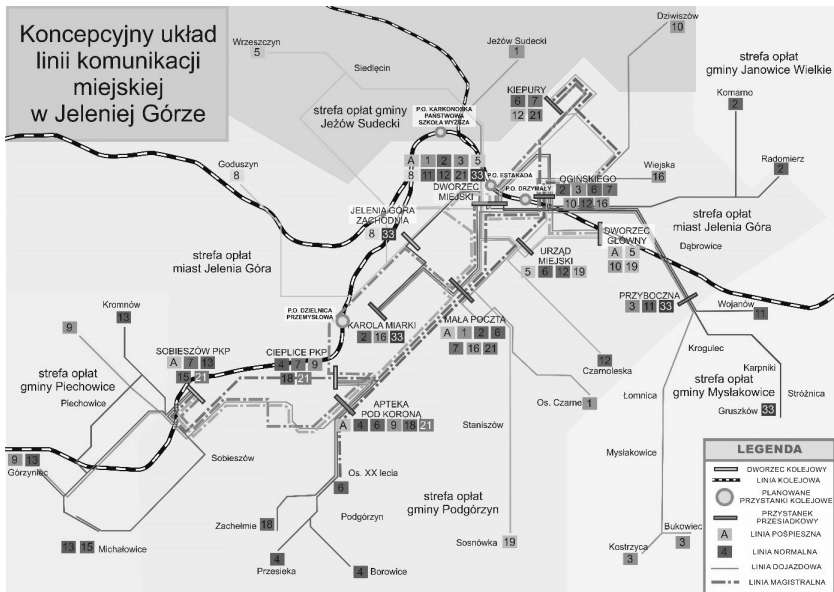 Koncepcyjny układ
linii komunikacji
miejskiej
w Jeleniej Górze
Wrzeszczyn
5
Siedlęcin
Jeżów Sudecki
1
Dziwiszów
10
strefa opłat
gminy Janowice Wielkie
Komarno
2
Radomierz
2
strefa opłat gminy
Jeżów Sudecki
P.O. KARKONOSKA
PAŃSTWOWA
SZKOŁA WYŻSZA
KIEPURY
6 7
12 21
Goduszyn
8
A 1 2 3 5
8 11 12 21 33
DWORZEC
MIEJSKI
P.O. ESTAKADA
P.O. DRZYMAŁY
OGIŃSKIEGO
2 3 6 7
10 12 16
Wiejska
16
JELENIA GÓRA
ZACHODNIA
8 33
strefa opłat
miast Jelenia Góra
strefa opłat
miast Jelenia Góra
Dąbrowice
DWORZEC
GŁÓWNY
A 5
10 19
URZĄD
MIEJSKI
5 6 12 19
PRZYBOCZNA
3 11 33
Wojanów
11
P.O. DZIELNICA
PRZEMYSŁOWA
KAROLA MIARKI
2 16 33
MAŁA POCZTA
A 1 2 6
7 16 21
Kromnów
13
9
SOBIESZÓW PKP
A 7 13
15 21
CIEPLICE PKP
4 7 9
18 21
strefa opłat
gminy Piechowice
Piechowice
APTEKA
POD KORONĄ
A 4 6 9 18 21
12
Czarnoleska
Os. Czarne 1
Krogulec
Karpniki
strefa opłat
gminy Mysłakowice
Stróżnica
Gruszków 33
Łomnica
Staniszów
Mysłakowice
9 13
Górzyniec
Sobieszów
Os. XX lecia
6
strefa opłat
gminy Podgórzyn
Zachełmie 18
Podgórzyn
13 15 Michałowice
4
Przesieka
4 Borowice
Sosnówka 19
Kostrzyca
3
Bukowiec
3
LEGENDA
DWORZEC KOLEJOWY
LINIA KOLEJOWA
PLANOWANE
PRZYSTANKI KOLEJOWE
PRZYSTANEK
PRZESIADKOWY
A LINIA POŚPIESZNA
4 LINIA NORMALNA
LINIA DOJAZDOWA
LINIA MAGISTRALNA